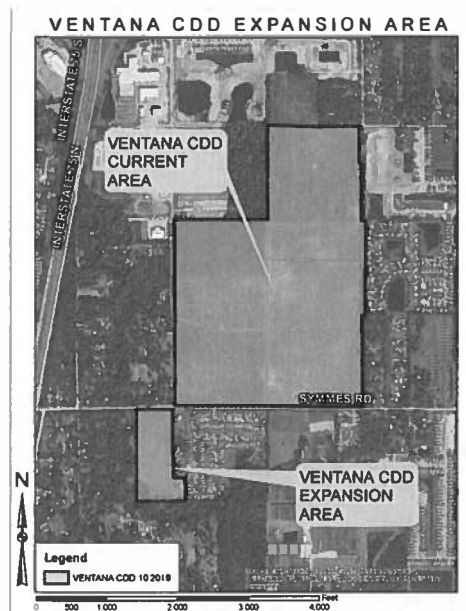 VENTANA CDD EXPANSION AREA
INTERSTATE 75 S
INTERSTATE 75 N
VENTANA CDD
CURRENT
AREA
SYMMES RD
VENTANA CDD
EXPANSION
AREA
N
Legend
VENTANA CDD 10 2018
Feet
0 500 1,000 2,000 3,000 4,000